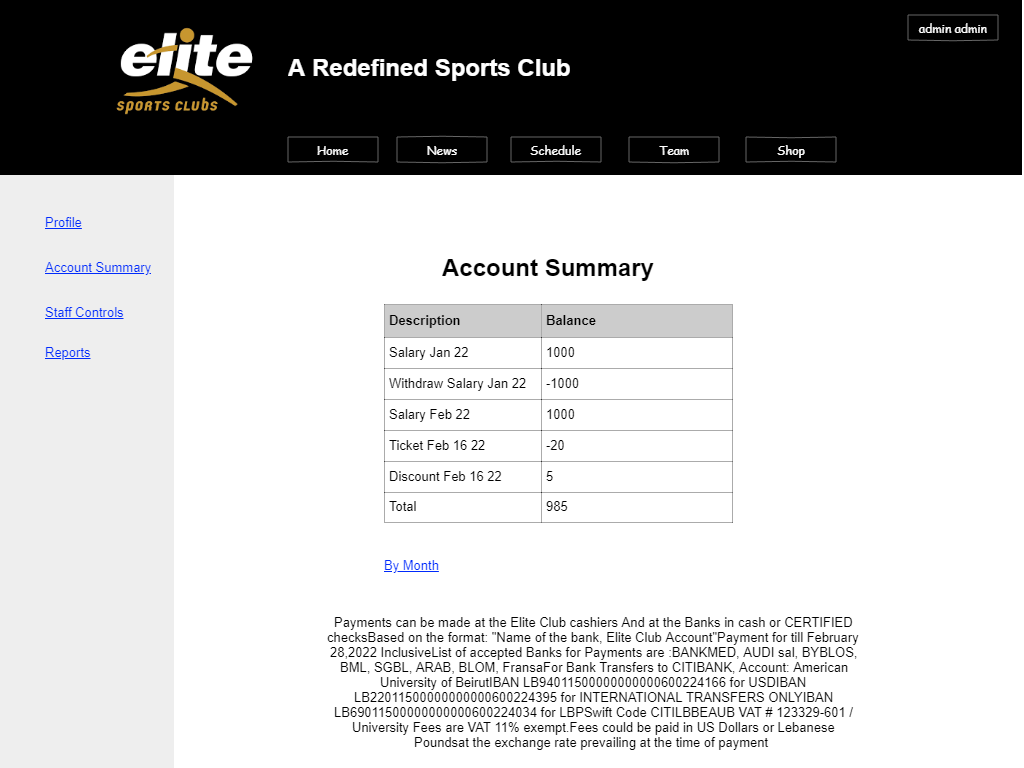 elite
SPORTS CLUBS
A Redefined Sports Club
admin admin
Home
News
Schedule
Team
Shop
Profile
Account Summary
Staff Controls
Reports
Account Summary
Description Balance
Salary Jan 22 1000
Withdraw Salary Jan 22 -1000
Salary Feb 22 1000
Ticket Feb 16 22 -20
Discount Feb 16 22 5
Total 985
By Month
Payments can be made at the Elite Club cashiers And at the Banks in cash or CERTIFIED
checksBased on the format: "Name of the bank, Elite Club Account"Payment for till February
28,2022 InclusiveList of accepted Banks for Payments are :BANKMED, AUDI sal, BYBLOS,
BML, SGBL, ARAB, BLOM, FransaFor Bank Transfers to CITIBANK, Account: American
University of BeirutIBAN LB94011500000000000600224166 for USDIBAN
LB22011500000000000600224395 for INTERNATIONAL TRANSFERS ONLYIBAN
LB69011500000000000600224034 for LBPSwift Code CITILBBEAUB VAT # 123329-601 /
University Fees are VAT 11% exempt.Fees could be paid in US Dollars or Lebanese
Poundsat the exchange rate prevailing at the time of payment